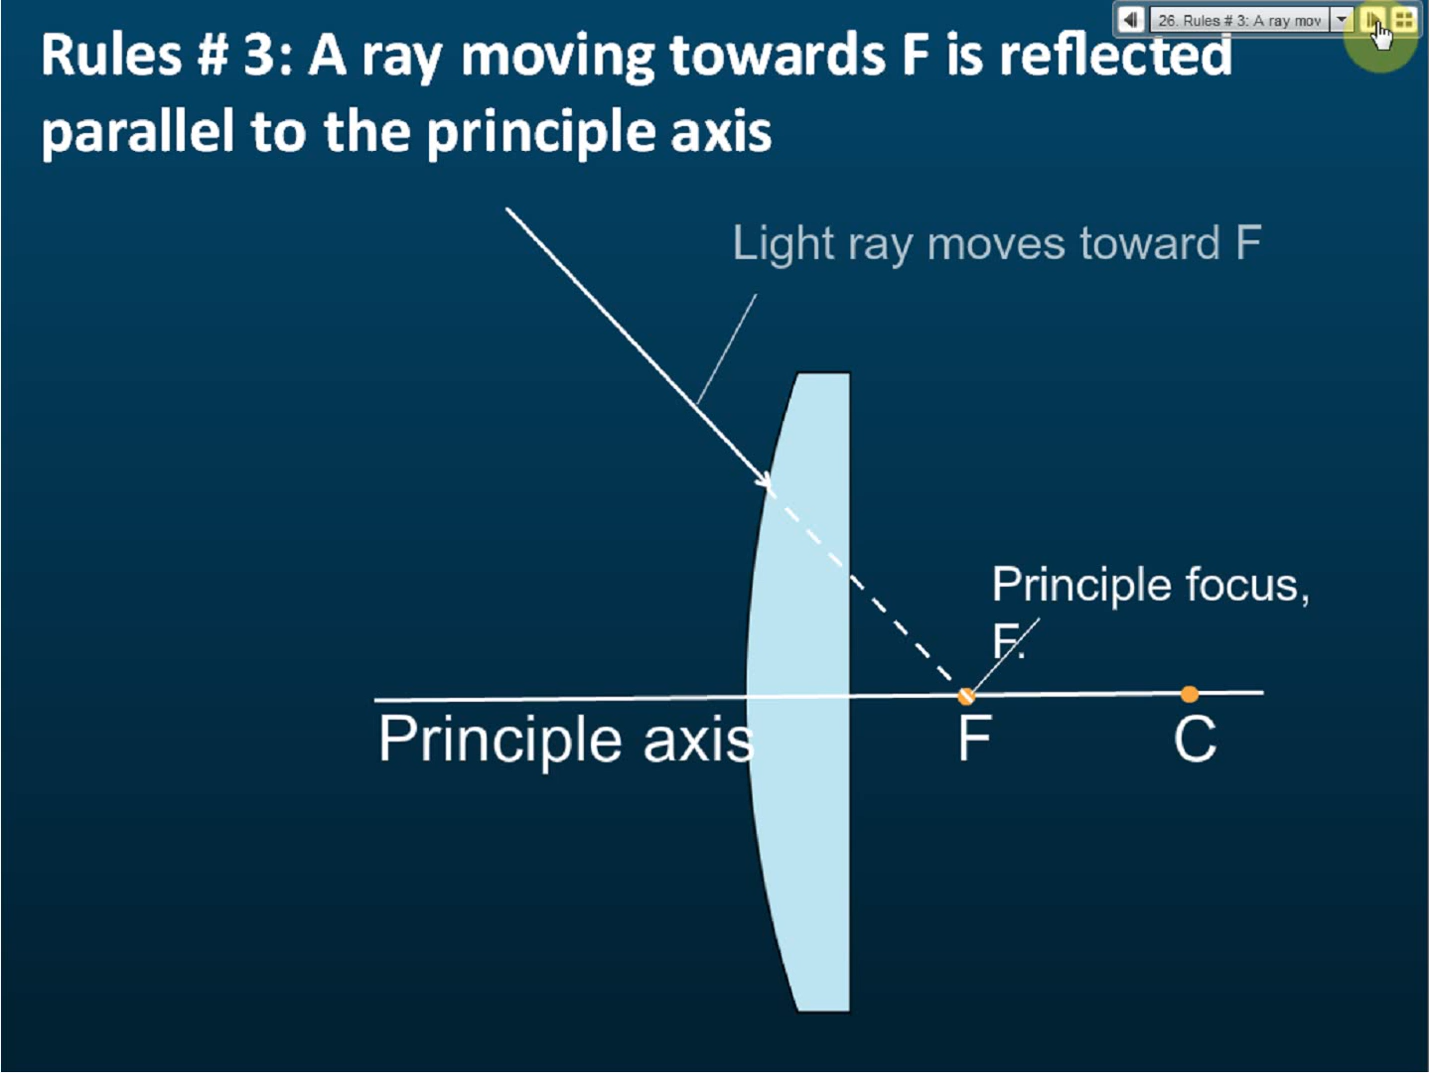 26. Rules # 3: A ray mov
Rules # 3: A ray moving towards F is reflected
parallel to the principle axis
Light ray moves toward F
Principle focus,
F.
Principle axis
F
C